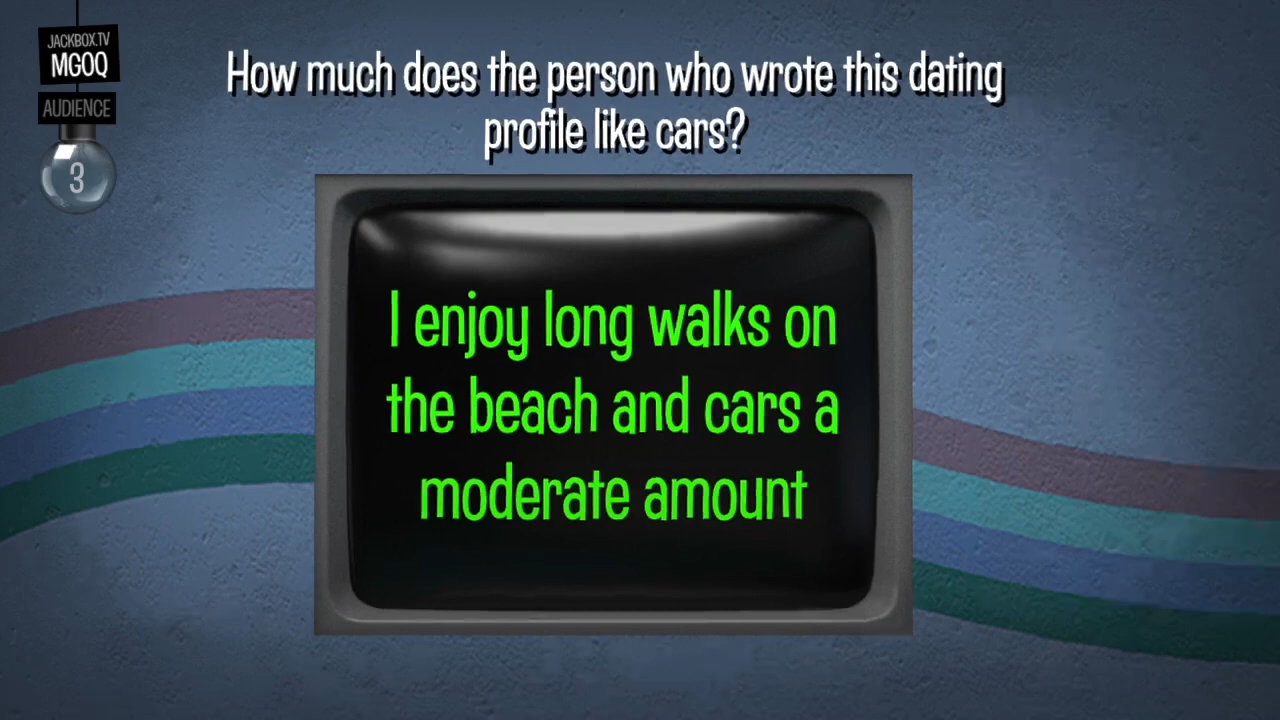 JACKBOX.TV
MGOQ
AUDIENCE
3
How much does the person who wrote this dating
profile like cars?
I enjoy long walks on
the beach and cars a
moderate amount